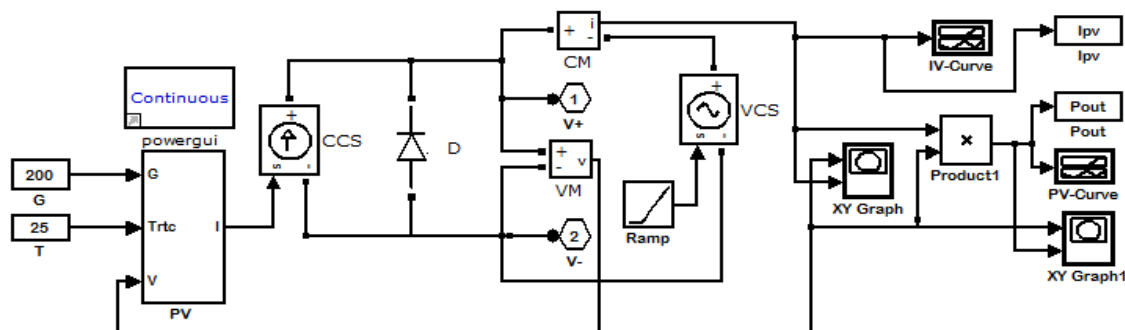 Continuous
powergui
200
G
25
T
G
Trtc
V
I
PV
+
s
-
CCS
D
+
i
-
CM
1
V+
+
-
v
VM
2
V-
Ramp
+
s
-
VCS
IV-Curve
Ipv
Ipv
XY Graph
×
Product1
Pout
Pout
PV-Curve
XY Graph1